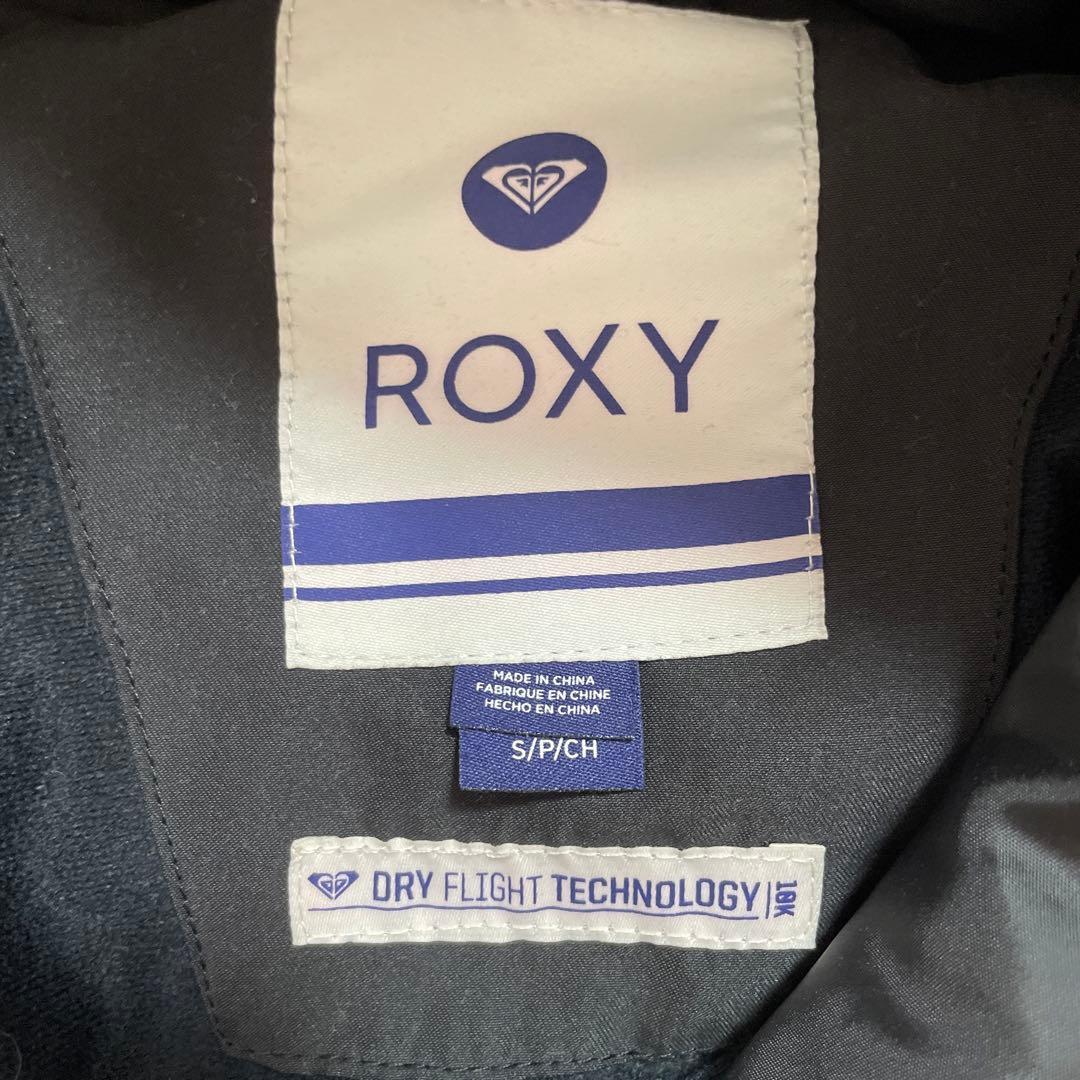 ROXY
MADE IN CHINA
FABRIQUE EN CHINE
HECHO EN CHINA
S/P/CH
DRY FLIGHT TECHNOLOGY 10K